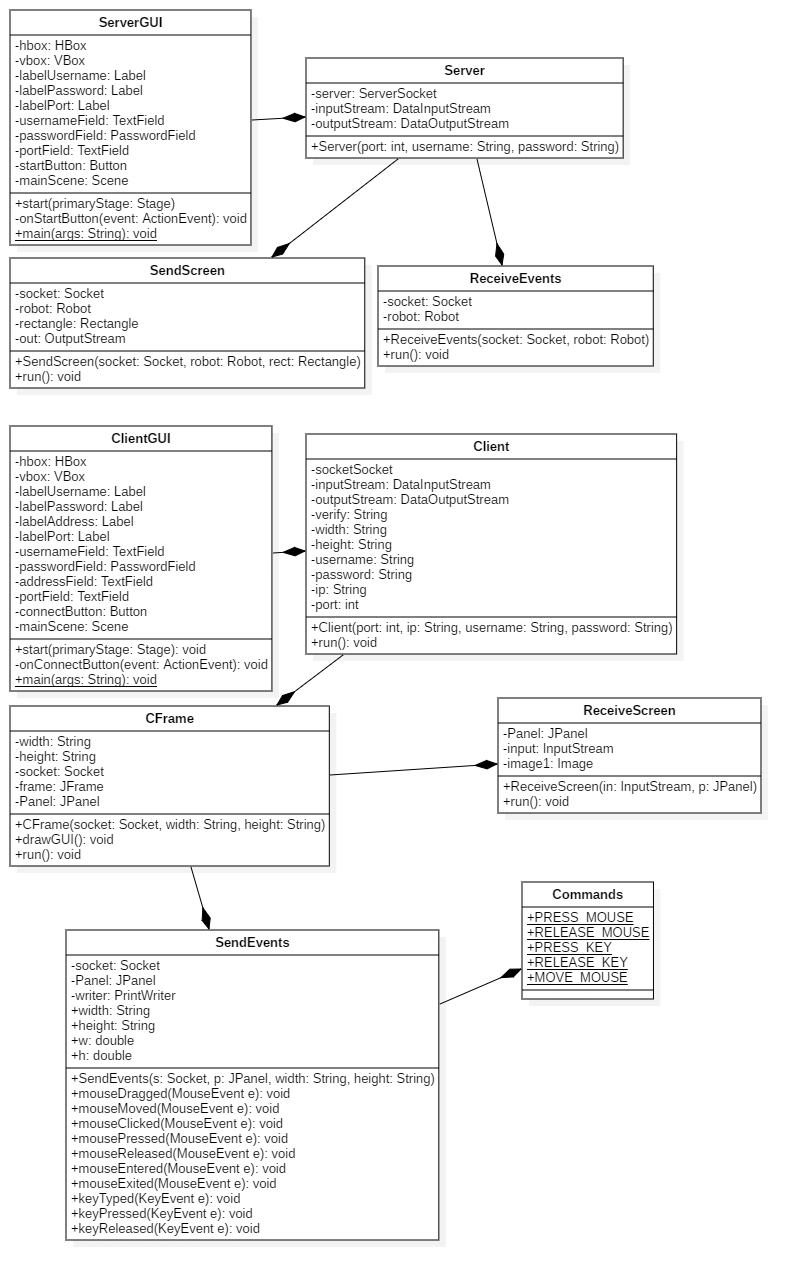 ServerGUI
-hbox: HBox
-vbox: VBox
-labelUsername: Label
-labelPassword: Label
-labelPort: Label
-usernameField: TextField
-passwordField: PasswordField
-portField: TextField
-startButton: Button
-mainScene: Scene
+start(primaryStage: Stage)
-onStartButton(event: ActionEvent): void
+main(args: String): void
Server
-server: ServerSocket
-inputStream: DataInputStream
-outputStream: DataOutputStream
+Server(port: int, username: String, password: String)
SendScreen
-socket: Socket
-robot: Robot
-rectangle: Rectangle
-out: OutputStream
+SendScreen(socket: Socket, robot: Robot, rect: Rectangle)
+run(): void
ReceiveEvents
-socket: Socket
-robot: Robot
+ReceiveEvents(socket: Socket, robot: Robot)
+run(): void
ClientGUI
-hbox: HBox
-vbox: VBox
-labelUsername: Label
-labelPassword: Label
-labelAddress: Label
-labelPort: Label
-usernameField: TextField
-passwordField: PasswordField
-addressField: TextField
-portField: TextField
-connectButton: Button
-mainScene: Scene
+start(primaryStage: Stage): void
-onConnectButton(event: ActionEvent): void
+main(args: String): void
Client
-socketSocket
-inputStream: DataInputStream
-outputStream: DataOutputStream
-verify: String
-width: String
-height: String
-username: String
-password: String
-ip: String
-port: int
+Client(port: int, ip: String, username: String, password: String)
+run(): void
CFrame
-width: String
-height: String
-socket: Socket
-frame: JFrame
-Panel: JPanel
+CFrame(socket: Socket, width: String, height: String)
+drawGUI(): void
+run(): void
ReceiveScreen
-Panel: JPanel
-input: InputStream
-image1: Image
+ReceiveScreen(in: InputStream, p: JPanel)
+run(): void
Commands
+PRESS_MOUSE
+RELEASE_MOUSE
+PRESS_KEY
+RELEASE_KEY
+MOVE_MOUSE
SendEvents
-socket: Socket
-Panel: JPanel
-writer: PrintWriter
+width: String
+height: String
+w: double
+h: double
+SendEvents(s: Socket, p: JPanel, width: String, height: String)
+mouseDragged(MouseEvent e): void
+mouseMoved(MouseEvent e): void
+mouseClicked(MouseEvent e): void
+mousePressed(MouseEvent e): void
+mouseReleased(MouseEvent e): void
+mouseEntered(MouseEvent e): void
+mouseExited(MouseEvent e): void
+keyTyped(KeyEvent e): void
+keyPressed(KeyEvent e): void
+keyReleased(KeyEvent e): void